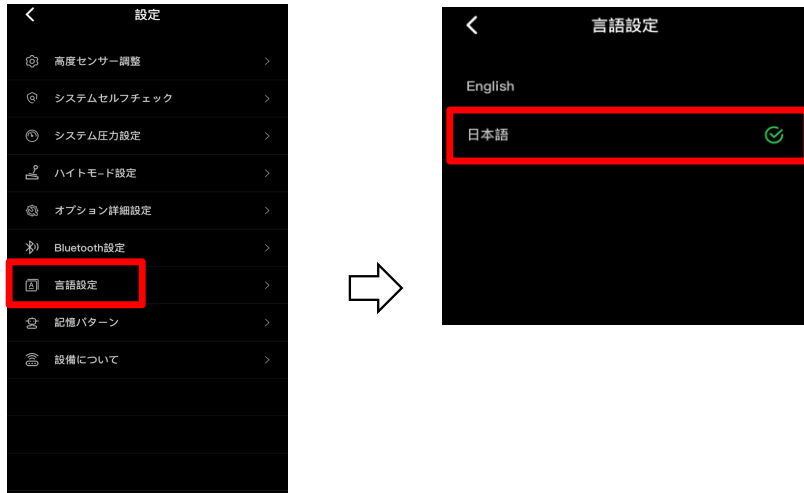 設定
高度センサー調整
システムセルフチェック
システム圧力設定
ハイトモード設定
オプション詳細設定
Bluetooth設定
言語設定
記憶パターン
設備について
言語設定
English
日本語